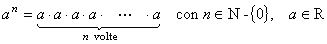 aⁿ = a · a · a · a · ⋯ · a con n ∈ N -{0}, a ∈ R
n volte